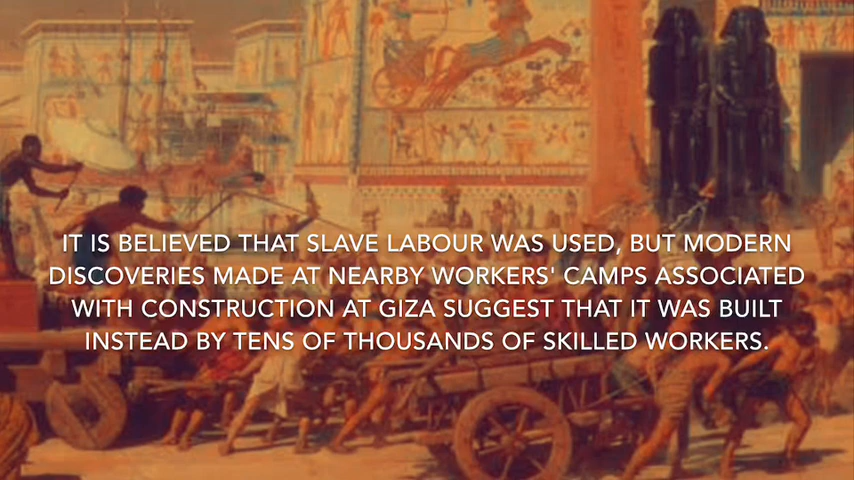 IT IS BELIEVED THAT SLAVE LABOUR WAS USED, BUT MODERN
DISCOVERIES MADE AT NEARBY WORKERS' CAMPS ASSOCIATED
WITH CONSTRUCTION AT GIZA SUGGEST THAT IT WAS BUILT
INSTEAD BY TENS OF THOUSANDS OF SKILLED WORKERS.